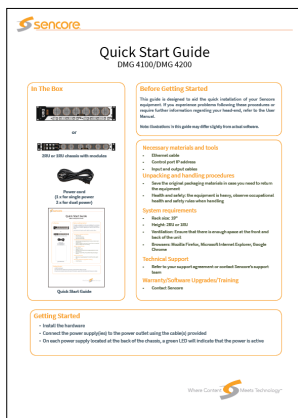 sencore
Quick Start Guide
DMG 4100/DMG 4200
In The Box
or
2RU or 1RU chassis with modules
Power cord
(1 x for single power
2 x for dual power)
Quick Start Guide
Before Getting Started
This guide is designed to aid the quick installation of your Sencore
equipment. If you experience problems following these procedures or
require further information regarding your head-end, refer to the User
Manual.
Note: Illustrations in this guide may differ slightly from actual software.
Necessary materials and tools
• Ethernet cable
• Control port IP address
• Input and output cables
Unpacking and handling procedures
• Save the original packaging materials in case you need to return
the equipment
• Health and safety: the equipment is heavy, observe occupational
health and safety rules when handling
System requirements
• Rack size: 19"
• Height: 2RU or 1RU
• Ventilation: Ensure that there is enough space at the front and
back of the unit
• Browsers: Mozilla Firefox, Microsoft Internet Explorer, Google
Chrome
Technical Support
• Refer to your support agreement or contact Sencore's support
team
Warranty/Software Upgrades/Training
• Contact Sencore
Getting Started
• Install the hardware
• Connect the power supply(ies) to the power outlet using the cable(s) provided
• On each power supply located at the back of the chassis, a green LED will indicate that the power is active
Where Content Meets Technology™